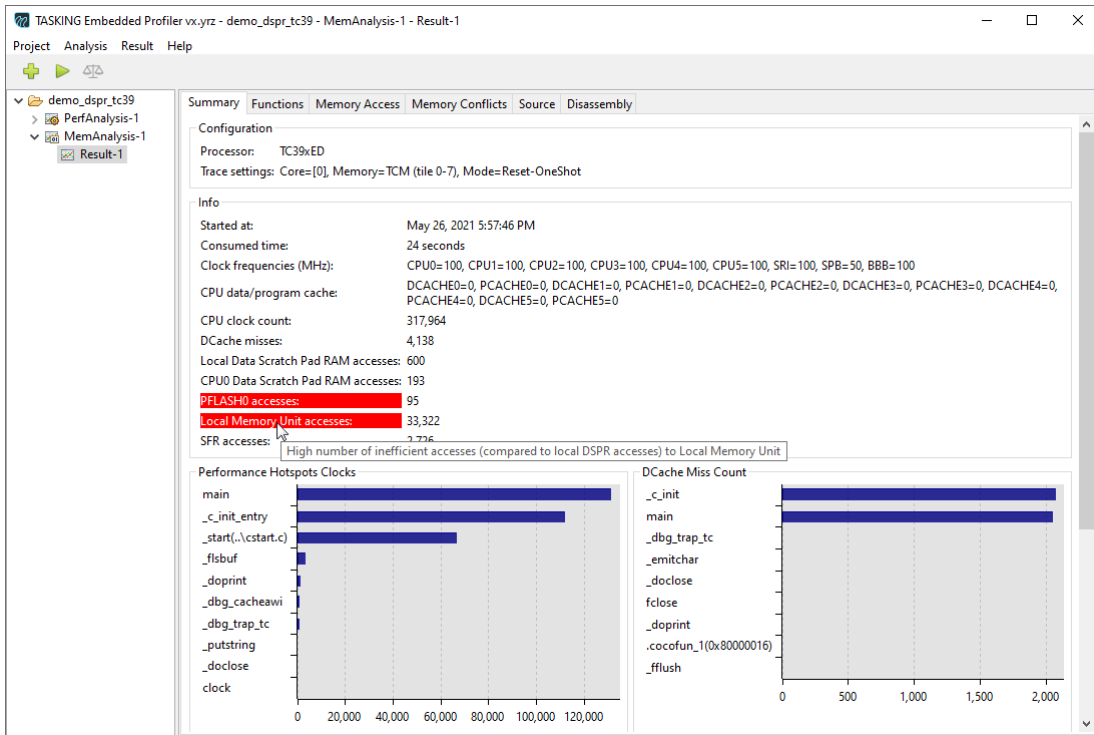 TASKING Embedded Profiler vx.yrz - demo_dspr_tc39 - MemAnalysis-1 - Result-1
Project Analysis Result Help
demo_dspr_tc39
PerfAnalysis-1
MemAnalysis-1
Result-1
Summary Functions Memory Access Memory Conflicts Source Disassembly
Configuration
Processor: TC39xED
Trace settings: Core=[0], Memory=TCM (tile 0-7), Mode=Reset-OneShot
Info
Started at: May 26, 2021 5:57:46 PM
Consumed time: 24 seconds
Clock frequencies (MHz): CPU0=100, CPU1=100, CPU2=100, CPU3=100, CPU4=100, CPU5=100, SRI=100, SPB=50, BBB=100
CPU data/program cache: DCACHE0=0, PCACHE0=0, DCACHE1=0, PCACHE1=0, DCACHE2=0, PCACHE2=0, DCACHE3=0, PCACHE3=0, DCACHE4=0,
PCACHE4=0, DCACHE5=0, PCACHE5=0
CPU clock count: 317,964
DCache misses: 4,138
Local Data Scratch Pad RAM accesses: 600
CPU0 Data Scratch Pad RAM accesses: 193
PFLASH0 accesses: 95
Local Memory Unit accesses: 33,322
SFR accesses: 2,726
High number of inefficient accesses (compared to local DSPR accesses) to Local Memory Unit
Performance Hotspots Clocks
main
_c_init_entry
_start(..\cstart.c)
_flsbuf
_doprint
_dbg_cacheawi
_dbg_trap_tc
_putstring
_doclose
clock
0 20,000 40,000 60,000 80,000 100,000 120,000
DCache Miss Count
_c_init
main
_dbg_trap_tc
_emitchar
_doclose
fclose
_doprint
.cocofun_1(0x80000016)
_fflush
0 500 1,000 1,500 2,000